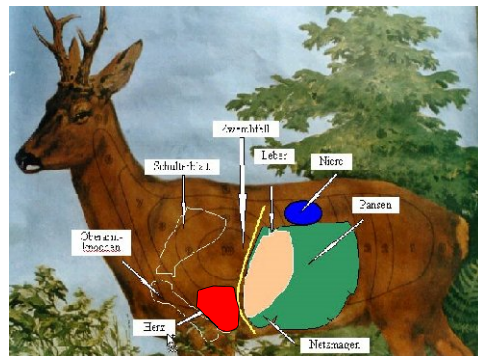 Zwerchfell
Leber
Schulterblatt
Niere
Pansen
Oberarm-
knochen
Herz
Netzmagen